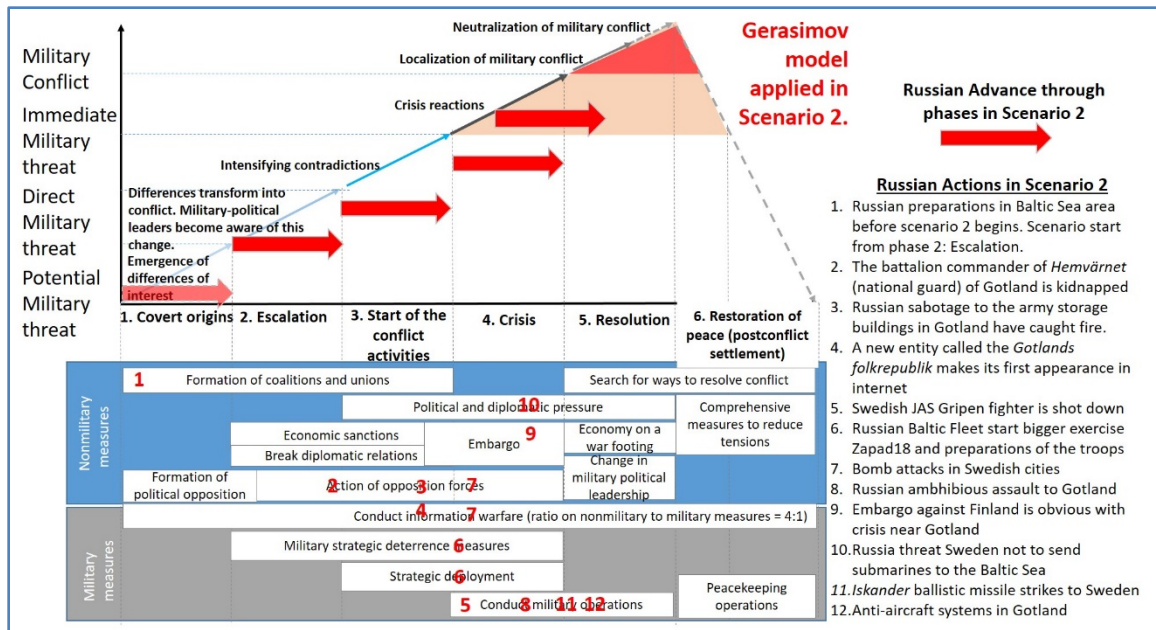 Military
Conflict
Immediate
Military
threat
Direct
Military
threat
Potential
Military
threat
Neutralization of military conflict
Localization of military conflict
Crisis reactions
Intensifying contradictions
Differences transform into
conflict. Military-political
leaders become aware of this
change.
Emergence of
differences of
interest
Gerasimov
model
applied in
Scenario 2.
1. Covert origins
2. Escalation
3. Start of the
conflict
activities
4. Crisis
5. Resolution
6. Restoration of
peace (postconflict
settlement)
Nonmilitary
measures
1
Formation of coalitions and unions
Search for ways to resolve conflict
10
Political and diplomatic pressure
Comprehensive
measures to reduce
tensions
Economic sanctions
Break diplomatic relations
Embargo
9
Economy on a
war footing
Formation of
political opposition
2
3
7
Action of opposition forces
Change in
military political
leadership
4
7
Conduct information warfare (ratio on nonmilitary to military measures = 4:1)
Military
measures
Military strategic deterrence measures
6
Strategic deployment
6
5
8
11
12
Conduct military operations
Peacekeeping
operations
Russian Advance through
phases in Scenario 2
Russian Actions in Scenario 2
1. Russian preparations in Baltic Sea area
before scenario 2 begins. Scenario start
from phase 2: Escalation.
2. The battalion commander of Hemvärnet
(national guard) of Gotland is kidnapped
3. Russian sabotage to the army storage
buildings in Gotland have caught fire.
4. A new entity called the Gotlands
folkrepublik makes its first appearance in
internet
5. Swedish JAS Gripen fighter is shot down
6. Russian Baltic Fleet start bigger exercise
Zapad18 and preparations of the troops
7. Bomb attacks in Swedish cities
8. Russian ambhibious assault to Gotland
9. Embargo against Finland is obvious with
crisis near Gotland
10. Russia threat Sweden not to send
submarines to the Baltic Sea
11. Iskander ballistic missile strikes to Sweden
12. Anti-aircraft systems in Gotland